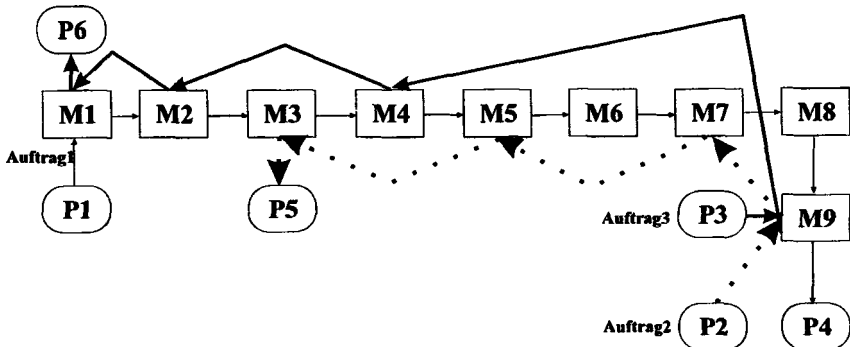 P6
M1 M2 M3 M4 M5 M6 M7 M8
Auftrag1
P1 P5 Auftrag3 P3 M9
Auftrag2 P2 P4